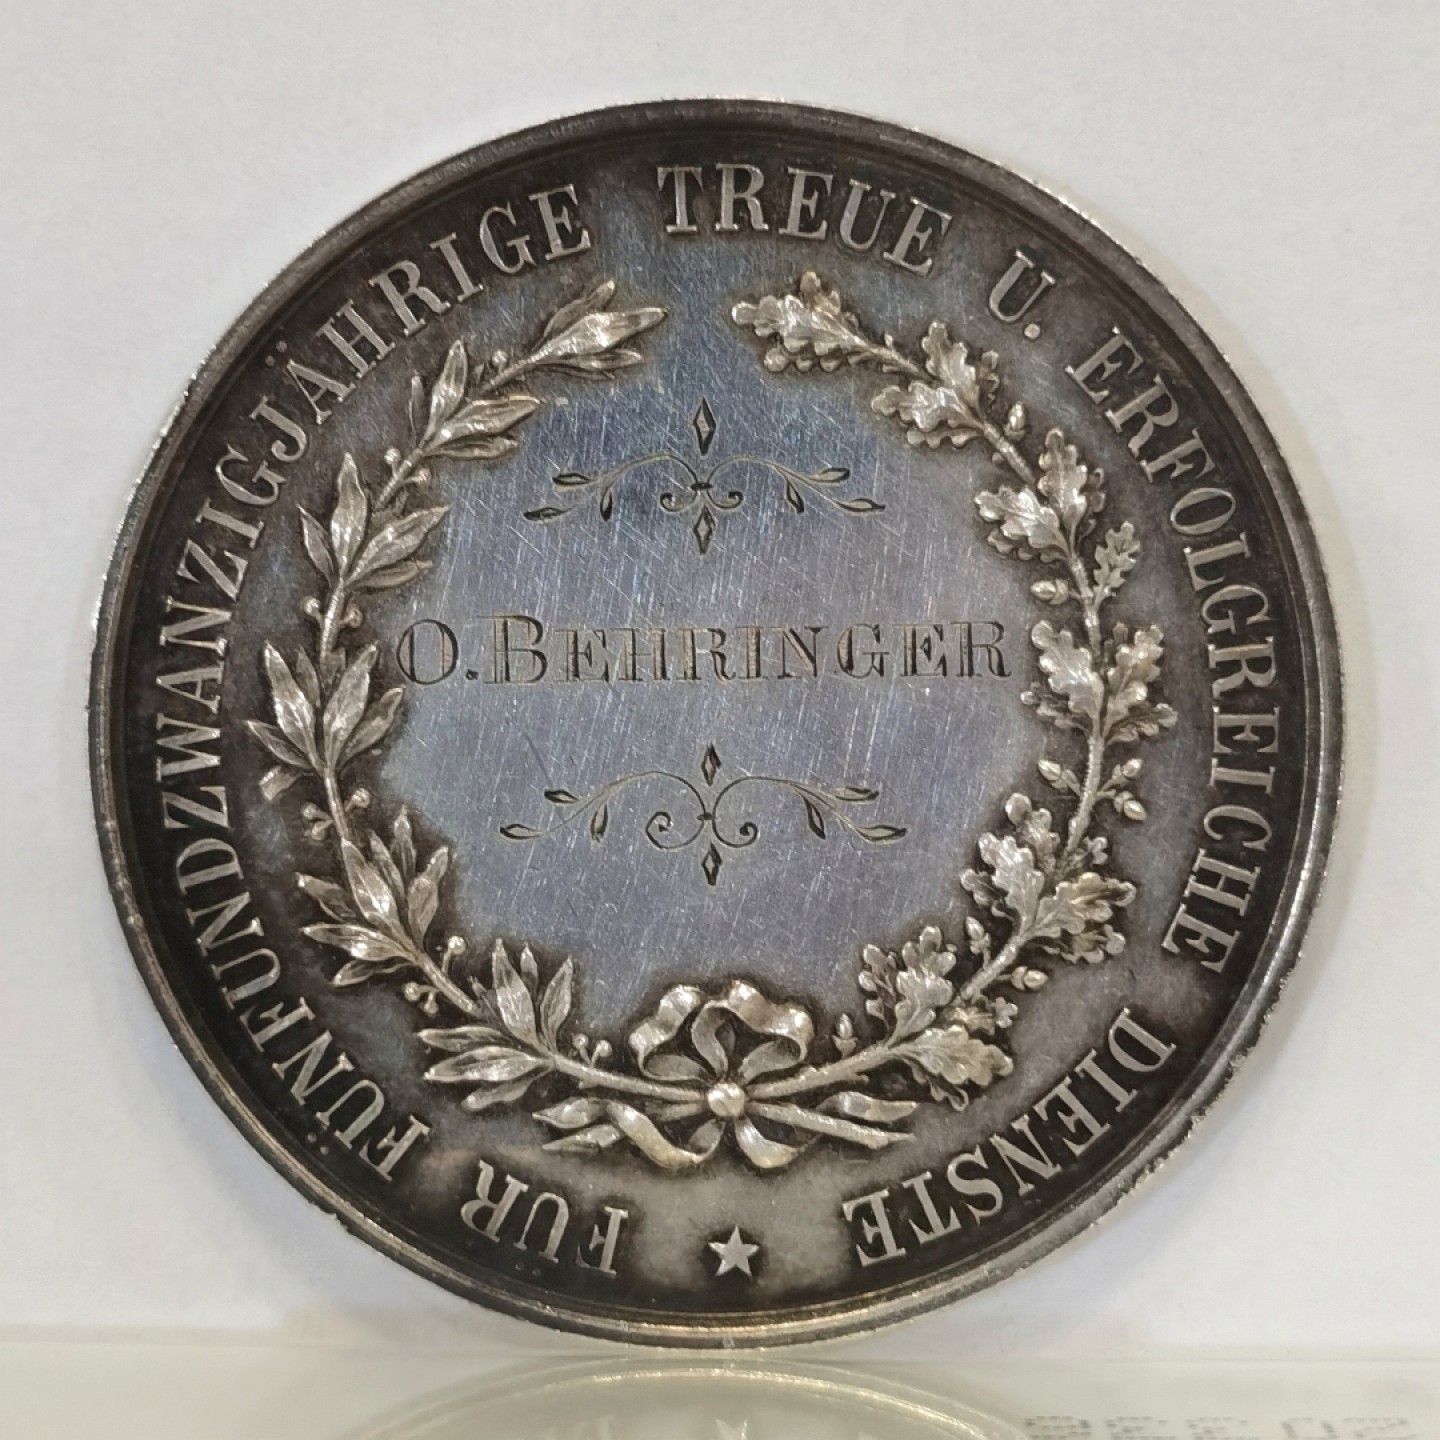 FÜR FÜNFUNDZWANZIGJÄHRIGE TREUE U. ERFOLGREICHE DIENSTE
O. BEHRINGER